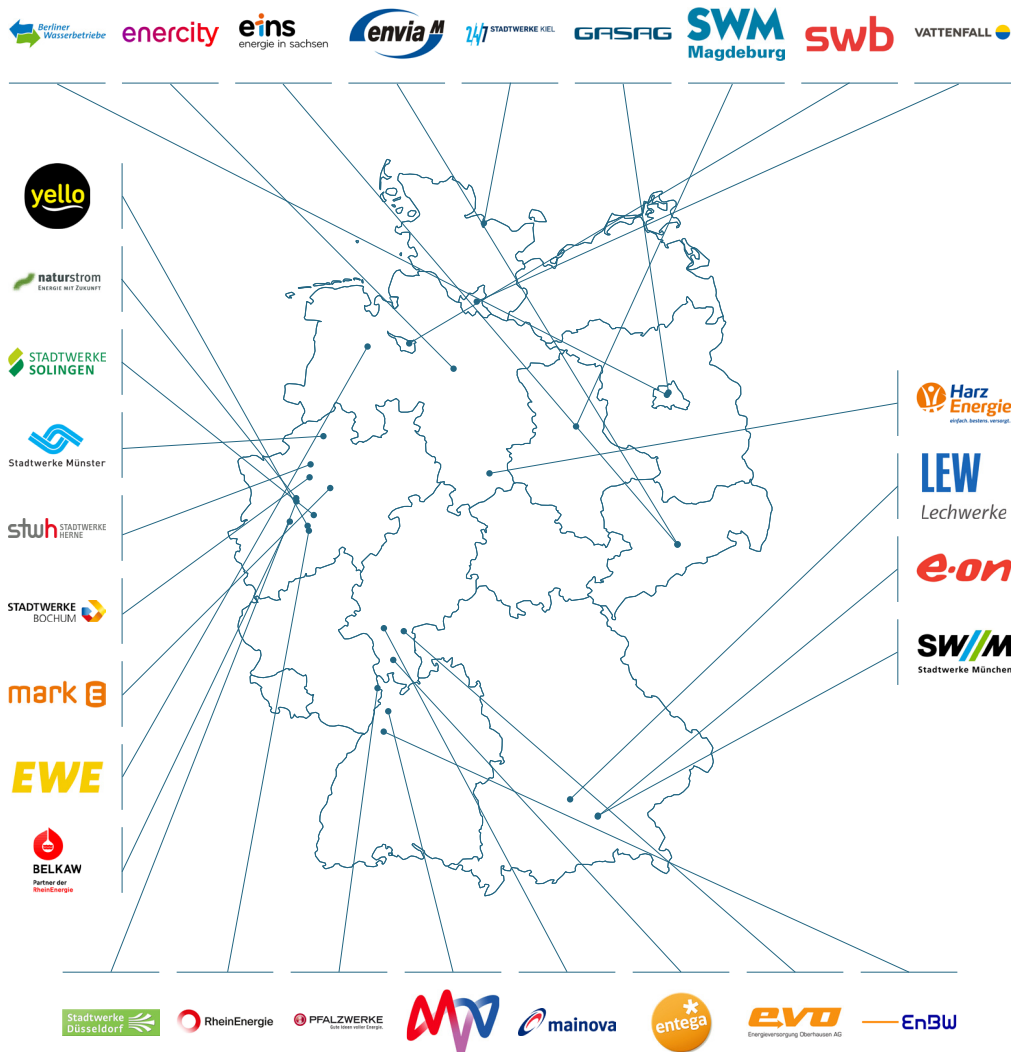 Berliner
Wasserbetriebe
enercity
eins
energie in sachsen
envia M
24/7 STADTWERKE KIEL
GASAG
SWM
Magdeburg
swb
VATTENFALL
yello
naturstrom
ENERGIE MIT ZUKUNFT
STADTWERKE
SOLINGEN
Stadtwerke Münster
stwh STADTWERKE
HERNE
STADTWERKE
BOCHUM
mark E
EWE
BELKAW
Partner der
RheinEnergie
Harz
Energie
einfach. bestens. versorgt.
LEW
Lechwerke
e·on
SW//M
Stadtwerke München
Stadtwerke
Düsseldorf
RheinEnergie
PFALZWERKE
Gute Ideen voller Energie.
MVV
mainova
entega
evo
Energieversorgung Oberhausen AG
EnBW